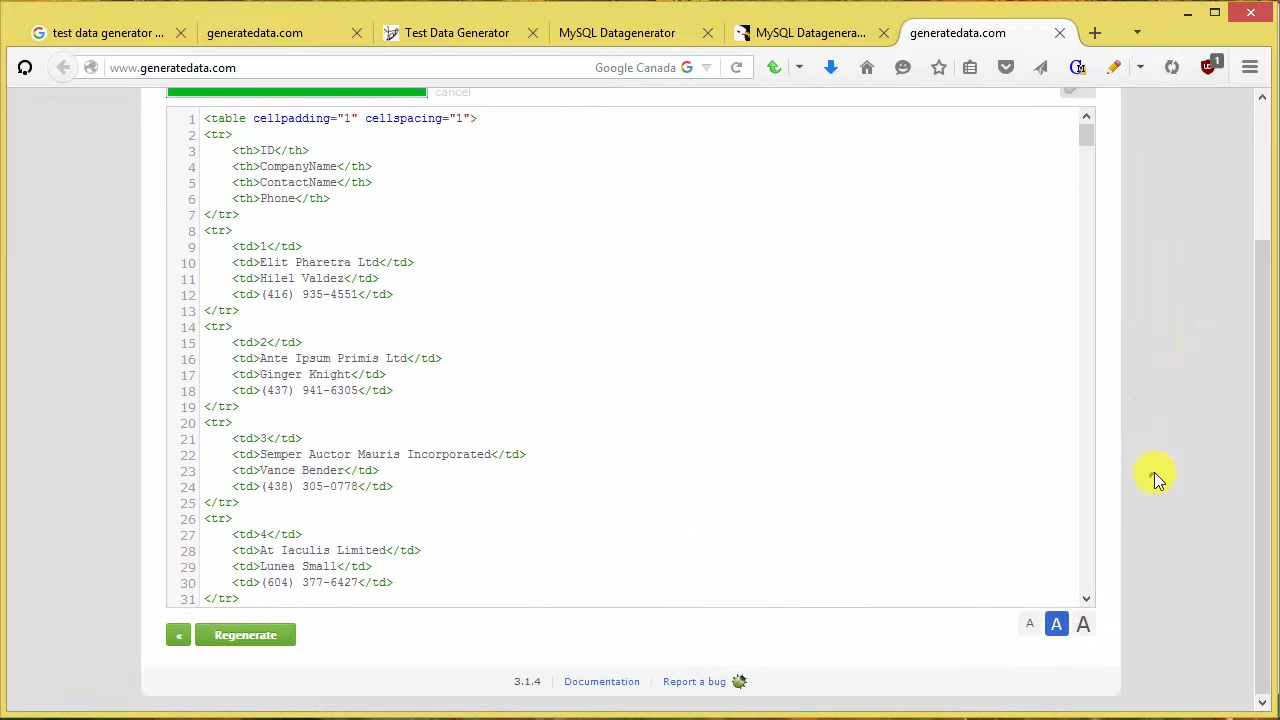 test data generator ...
generatedata.com
Test Data Generator
MySQL Datagenerator
MySQL Datagenera...
generatedata.com
www.generatedata.com
Google Canada
1
cancel
1 <table cellpadding="1" cellspacing="1">
2 <tr>
3 <th>ID</th>
4 <th>CompanyName</th>
5 <th>ContactName</th>
6 <th>Phone</th>
7 </tr>
8 <tr>
9 <td>1</td>
10 <td>Elit Pharetra Ltd</td>
11 <td>Hilel Valdez</td>
12 <td>(416) 935-4551</td>
13 </tr>
14 <tr>
15 <td>2</td>
16 <td>Ante Ipsum Primis Ltd</td>
17 <td>Ginger Knight</td>
18 <td>(437) 941-6305</td>
19 </tr>
20 <tr>
21 <td>3</td>
22 <td>Semper Auctor Mauris Incorporated</td>
23 <td>Vance Bender</td>
24 <td>(438) 305-0778</td>
25 </tr>
26 <tr>
27 <td>4</td>
28 <td>At Iaculis Limited</td>
29 <td>Lunea Small</td>
30 <td>(604) 377-6427</td>
31 </tr>
« Regenerate
A A A
3.1.4 Documentation Report a bug